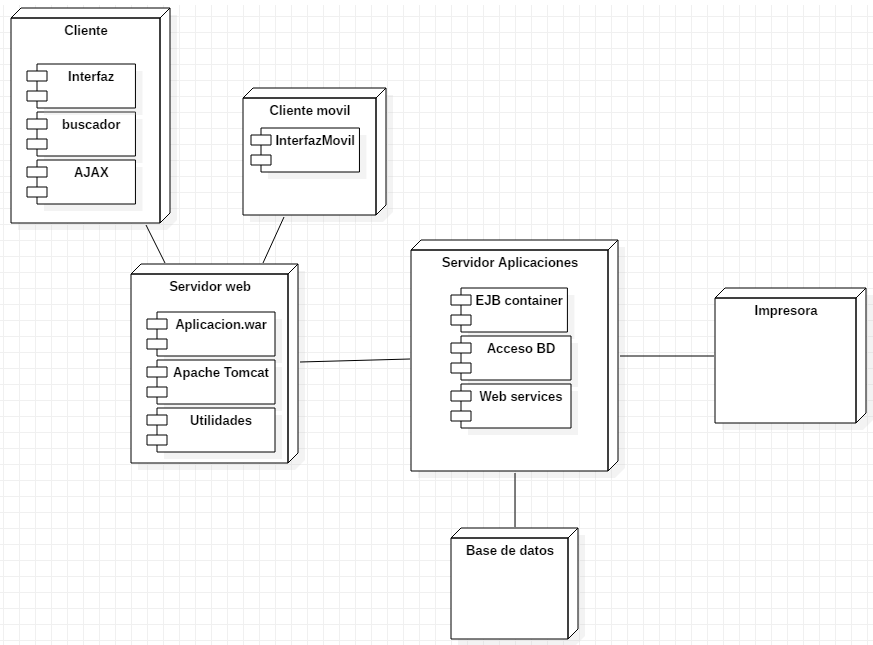 Cliente
Interfaz
buscador
AJAX
Cliente movil
InterfazMovil
Servidor web
Aplicacion.war
Apache Tomcat
Utilidades
Servidor Aplicaciones
EJB container
Acceso BD
Web services
Impresora
Base de datos